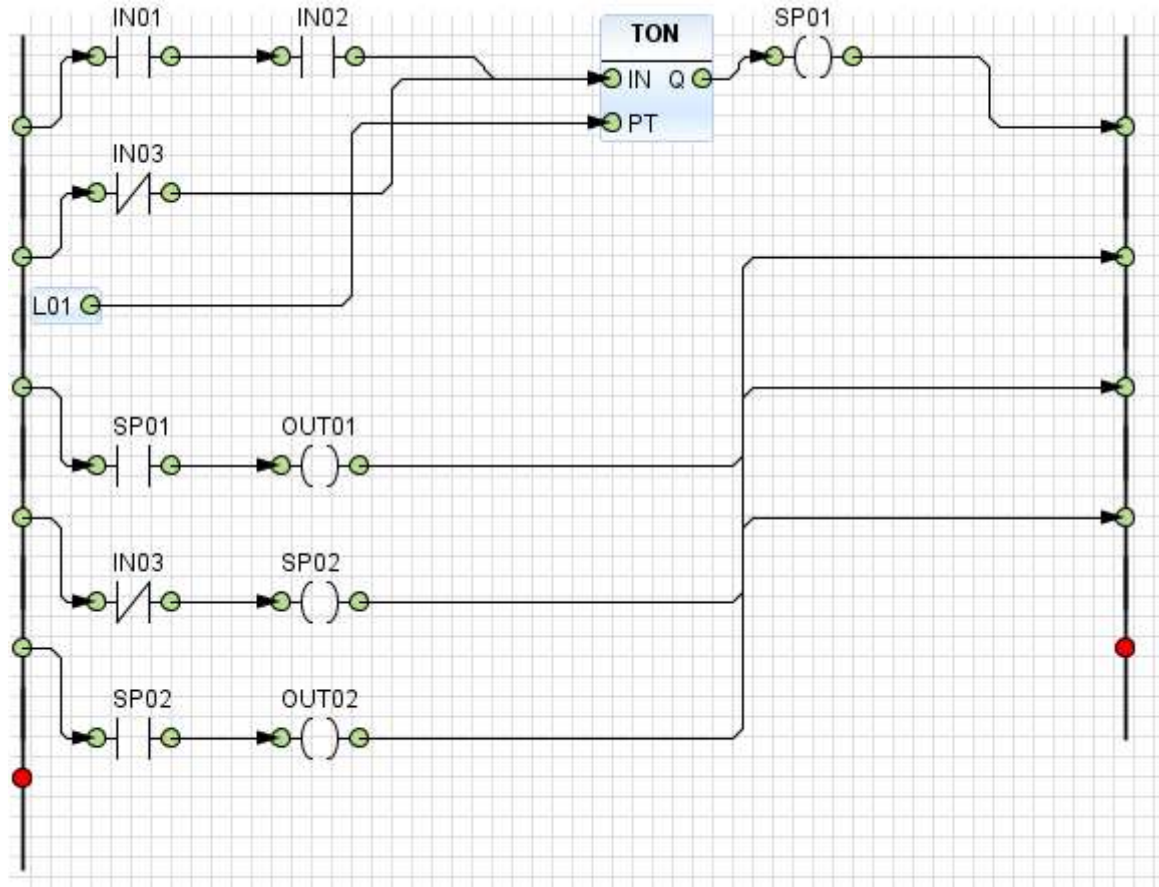 IN01 IN02 TON SP01
IN Q
PT
IN03
L01
SP01 OUT01
IN03 SP02
SP02 OUT02